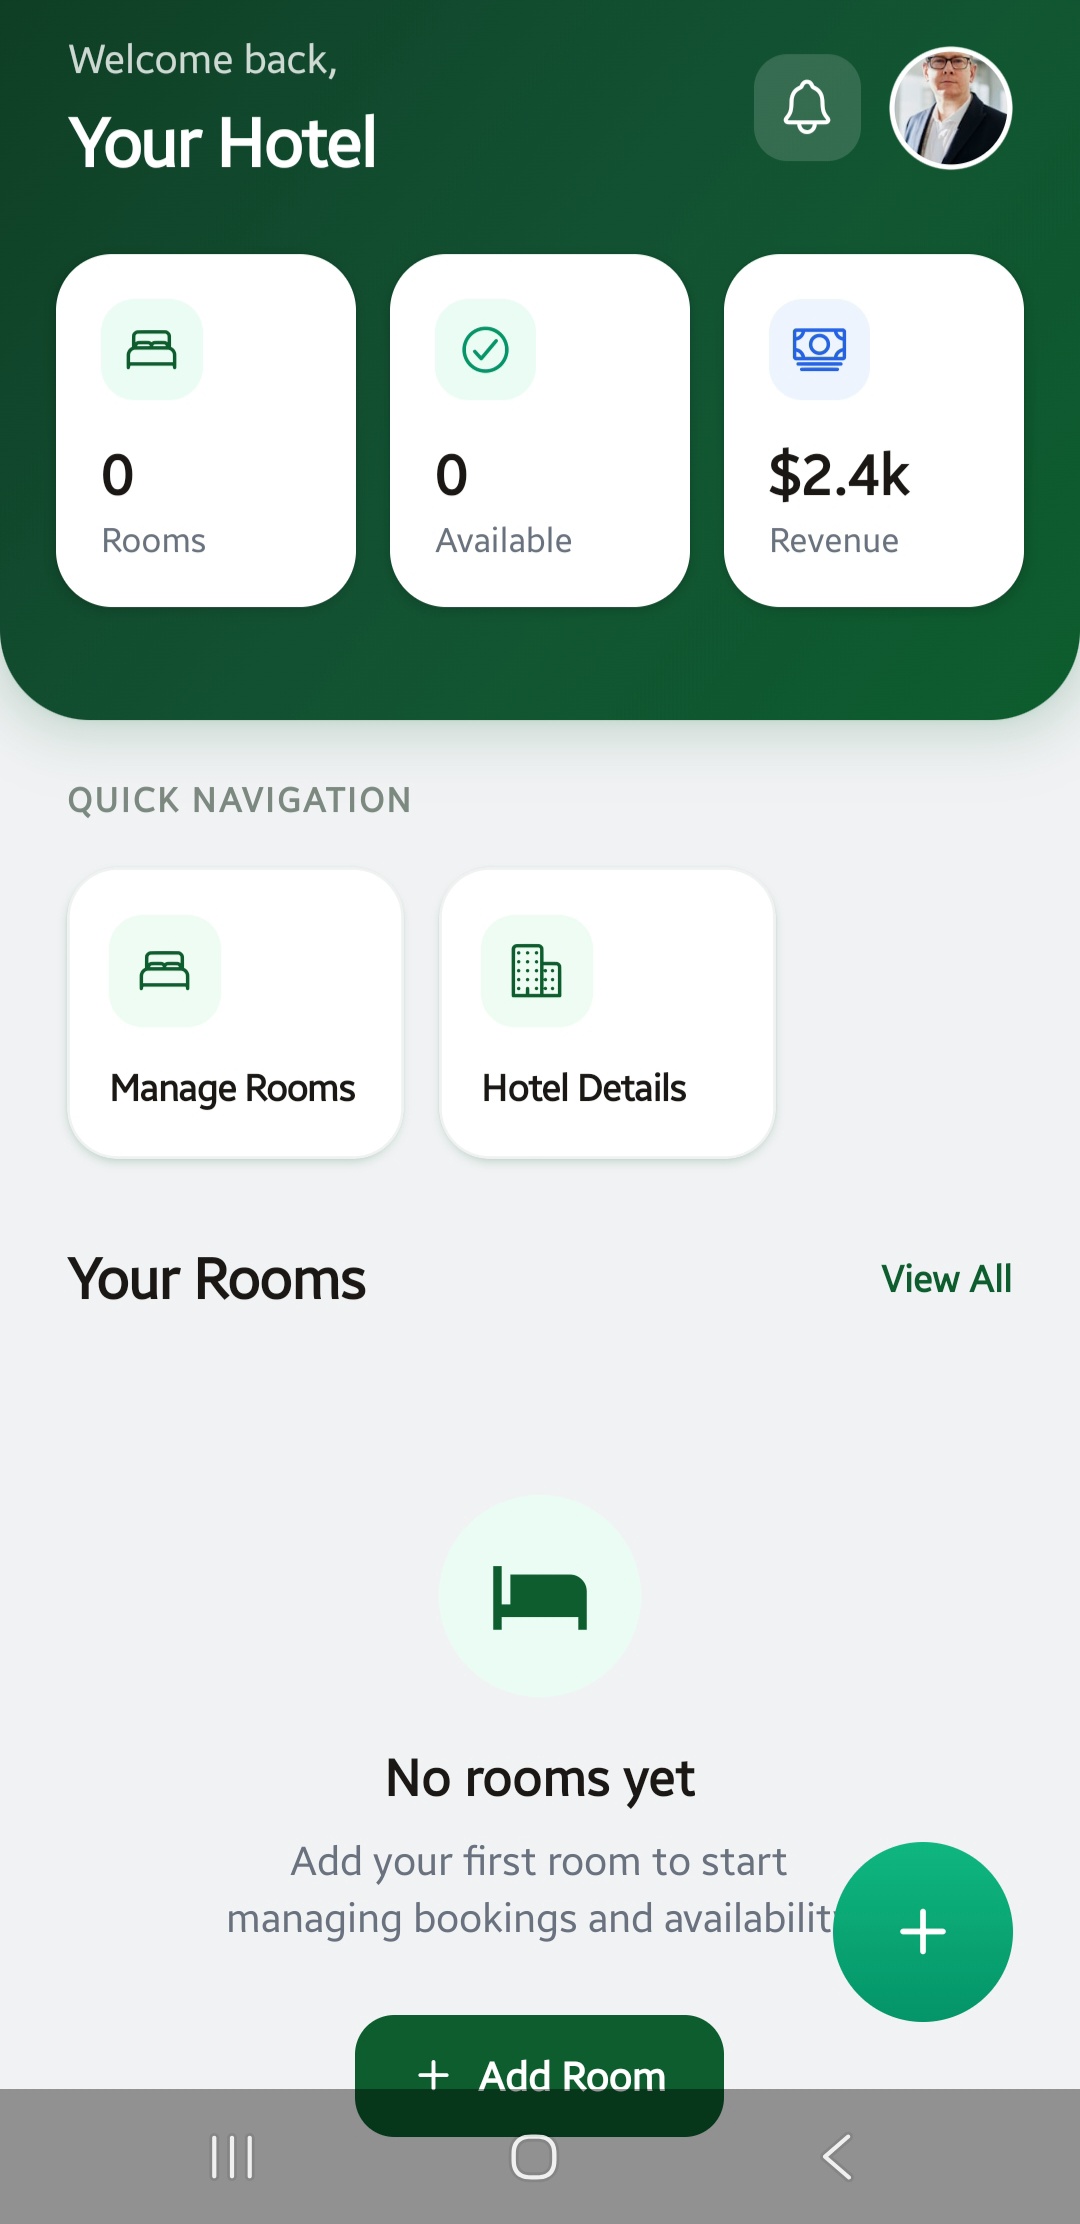 Welcome back,
Your Hotel
0
Rooms
0
Available
$2.4k
Revenue
QUICK NAVIGATION
Manage Rooms
Hotel Details
Your Rooms
View All
No rooms yet
Add your first room to start
managing bookings and
Add Room